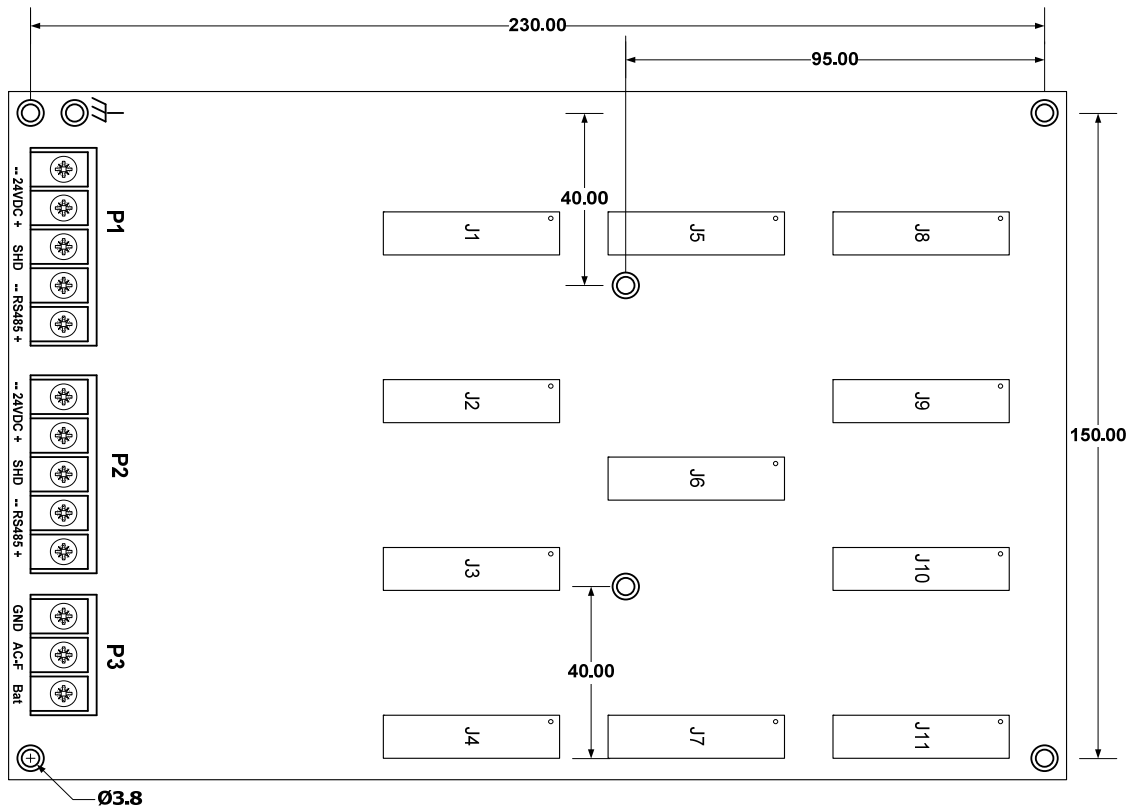 230.00
95.00
40.00
150.00
40.00
Ø3.8
-- 24VDC + SHD -- RS485 +
P1
-- 24VDC + SHD -- RS485 +
P2
GND AC-F Bat
P3
J1
J5
J8
J2
J9
J6
J3
J10
J4
J7
J11